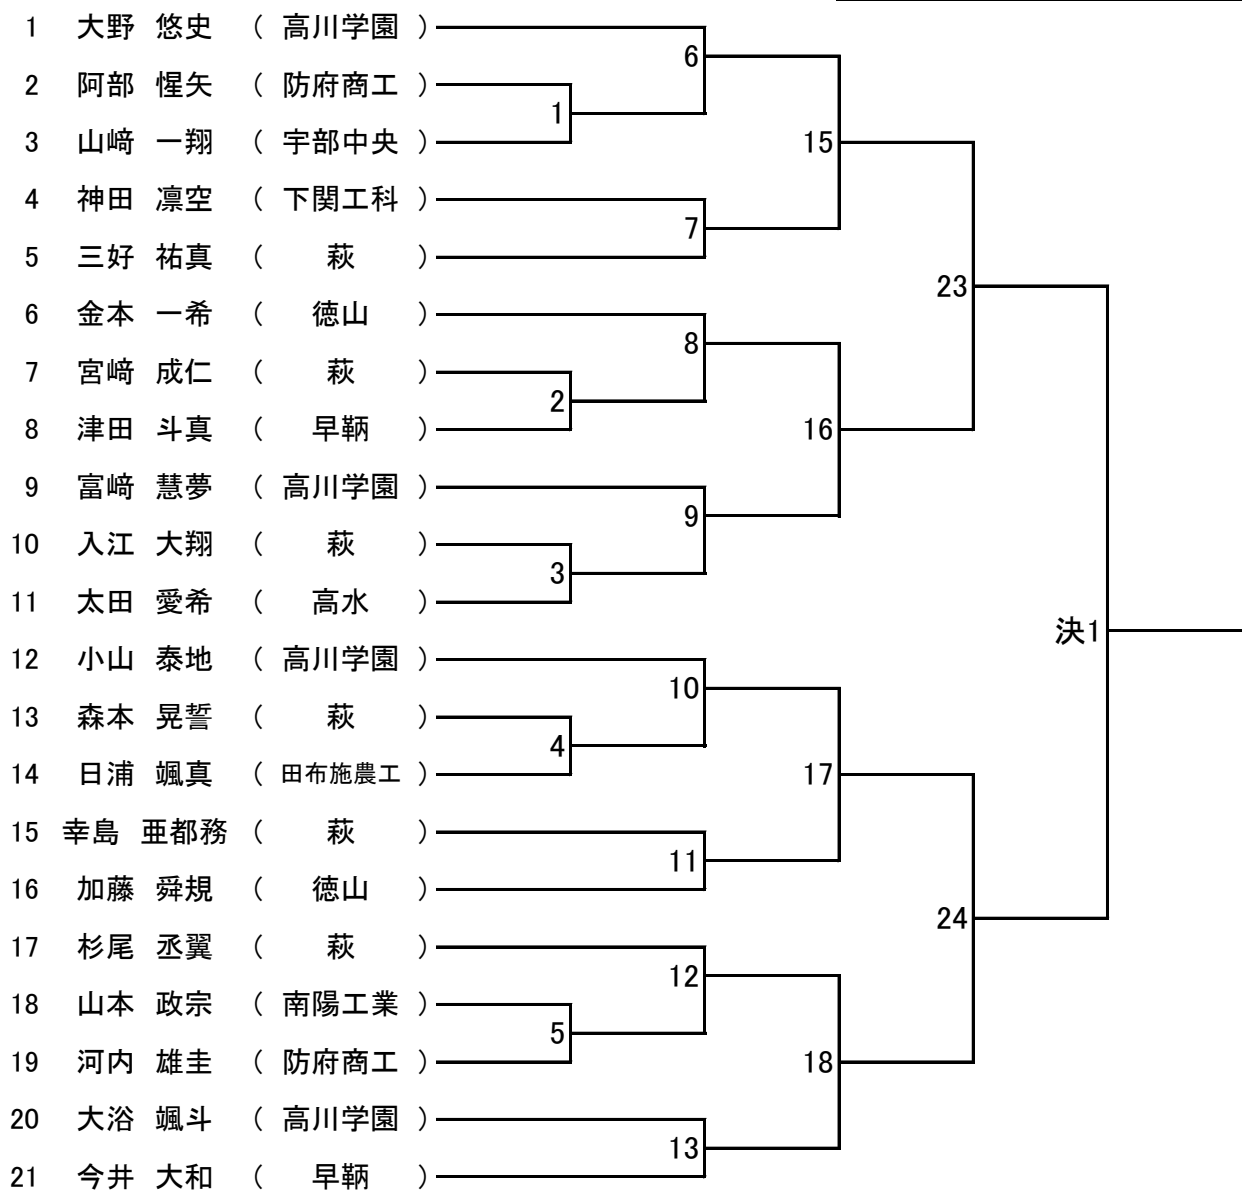 1 大野 悠史 ( 高川学園 )
6
2 阿部 惺矢 ( 防府商工 )
1
3 山﨑 一翔 ( 宇部中央 )
15
4 神田 凛空 ( 下関工科 )
7
5 三好 祐真 ( 萩 )
23
6 金本 一希 ( 徳山 )
8
7 宮﨑 成仁 ( 萩 )
2
8 津田 斗真 ( 早鞆 )
16
9 富﨑 慧夢 ( 高川学園 )
9
10 入江 大翔 ( 萩 )
3
11 太田 愛希 ( 高水 )
決1
12 小山 泰地 ( 高川学園 )
10
13 森本 晃誓 ( 萩 )
4
14 日浦 颯真 ( 田布施農工 )
17
15 幸島 亜都務 ( 萩 )
11
16 加藤 舜規 ( 徳山 )
24
17 杉尾 丞翼 ( 萩 )
12
18 山本 政宗 ( 南陽工業 )
5
19 河内 雄圭 ( 防府商工 )
18
20 大浴 颯斗 ( 高川学園 )
13
21 今井 大和 ( 早鞆 )